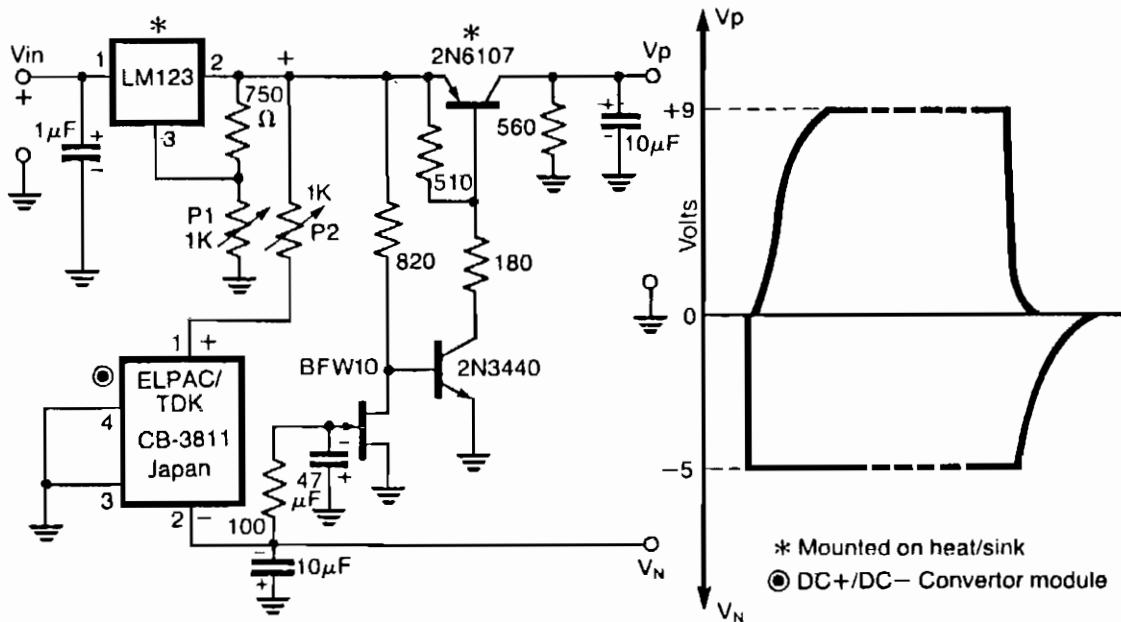 Vin
+
1
*
LM123
2
3
1μF
+
-
750
Ω
+
P1
1K
1K
P2
*
2N6107
Vp
510
560
+
-
10μF
820
180
BFW10
2N3440
1 +
ELPAC/
TDK
CB-3811
Japan
4
3
2 -
100
-
+
47
μF
-
+
10μF
VN
Vp
+9
Volts
0
-5
VN
* Mounted on heat/sink
◉ DC+/DC- Convertor module